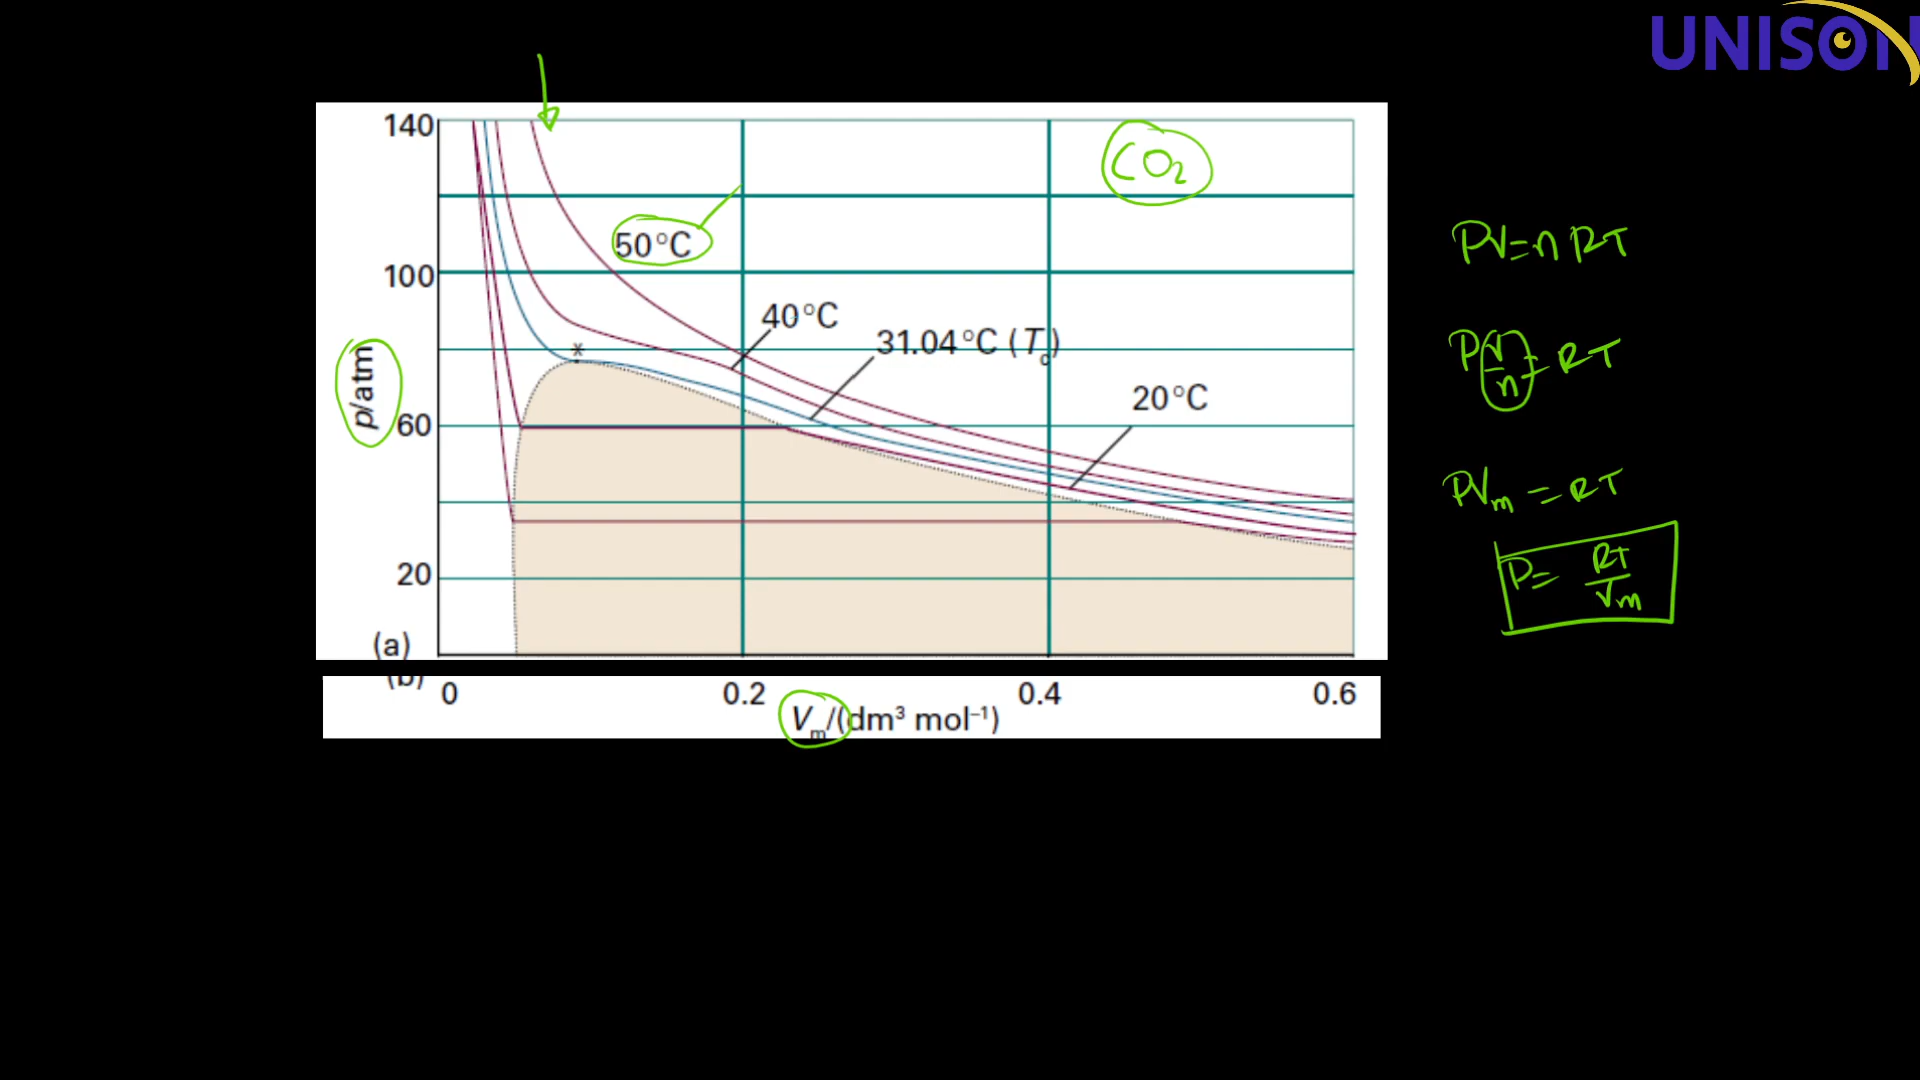 UNISON
140
CO₂
50°C
PV=nRT
100
40°C
31.04°C (Tc)
P(V/n)=RT
p/atm
20°C
60
PVm=RT
P= RT/Vm
20
(a)
(b)
0 0.2 0.4 0.6
Vm/(dm³ mol⁻¹)